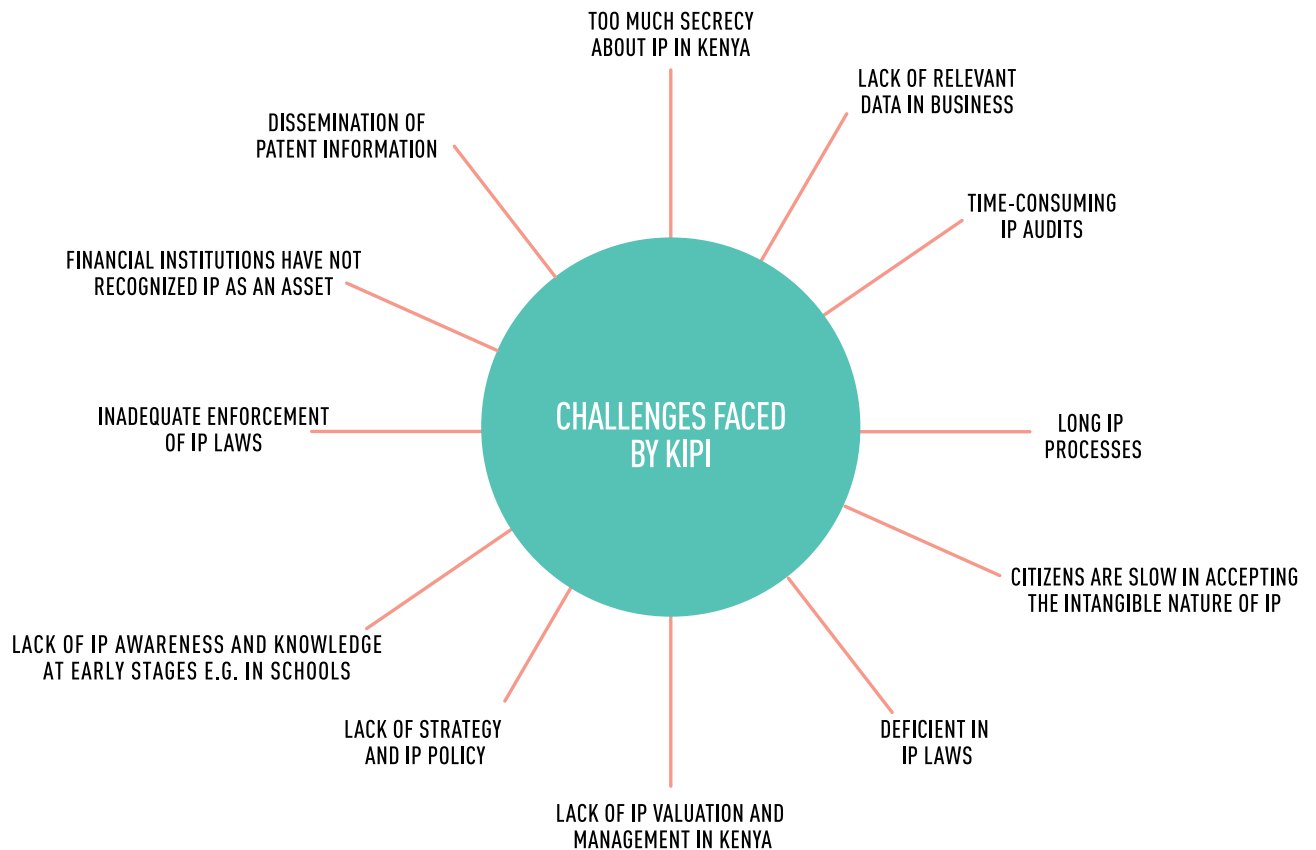 TOO MUCH SECRECY
ABOUT IP IN KENYA
LACK OF RELEVANT
DATA IN BUSINESS
TIME-CONSUMING
IP AUDITS
LONG IP
PROCESSES
CITIZENS ARE SLOW IN ACCEPTING
THE INTANGIBLE NATURE OF IP
DEFICIENT IN
IP LAWS
LACK OF IP VALUATION AND
MANAGEMENT IN KENYA
LACK OF STRATEGY
AND IP POLICY
LACK OF IP AWARENESS AND KNOWLEDGE
AT EARLY STAGES E.G. IN SCHOOLS
INADEQUATE ENFORCEMENT
OF IP LAWS
FINANCIAL INSTITUTIONS HAVE NOT
RECOGNIZED IP AS AN ASSET
DISSEMINATION OF
PATENT INFORMATION
CHALLENGES FACED
BY KIPI